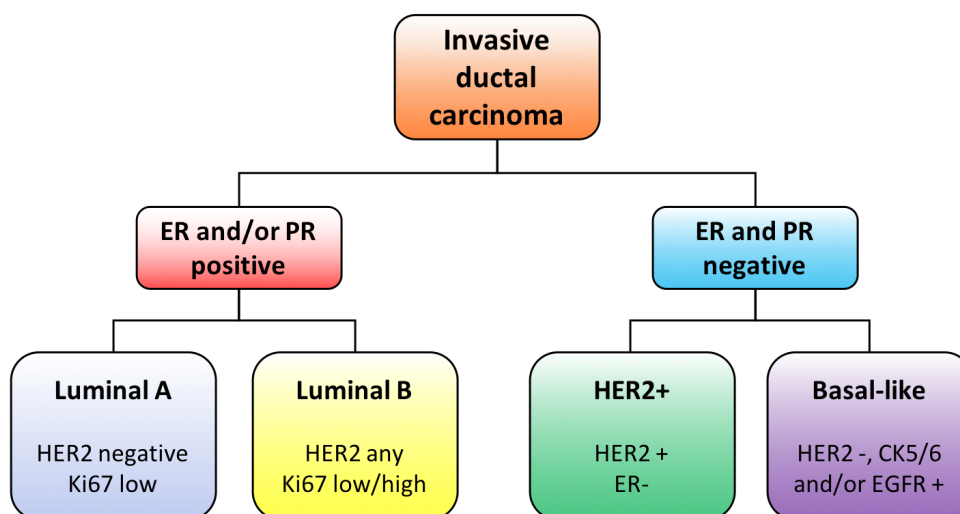 Invasive
ductal
carcinoma
ER and/or PR
positive
ER and PR
negative
Luminal A
HER2 negative
Ki67 low
Luminal B
HER2 any
Ki67 low/high
HER2+
HER2 +
ER-
Basal-like
HER2 -, CK5/6
and/or EGFR +